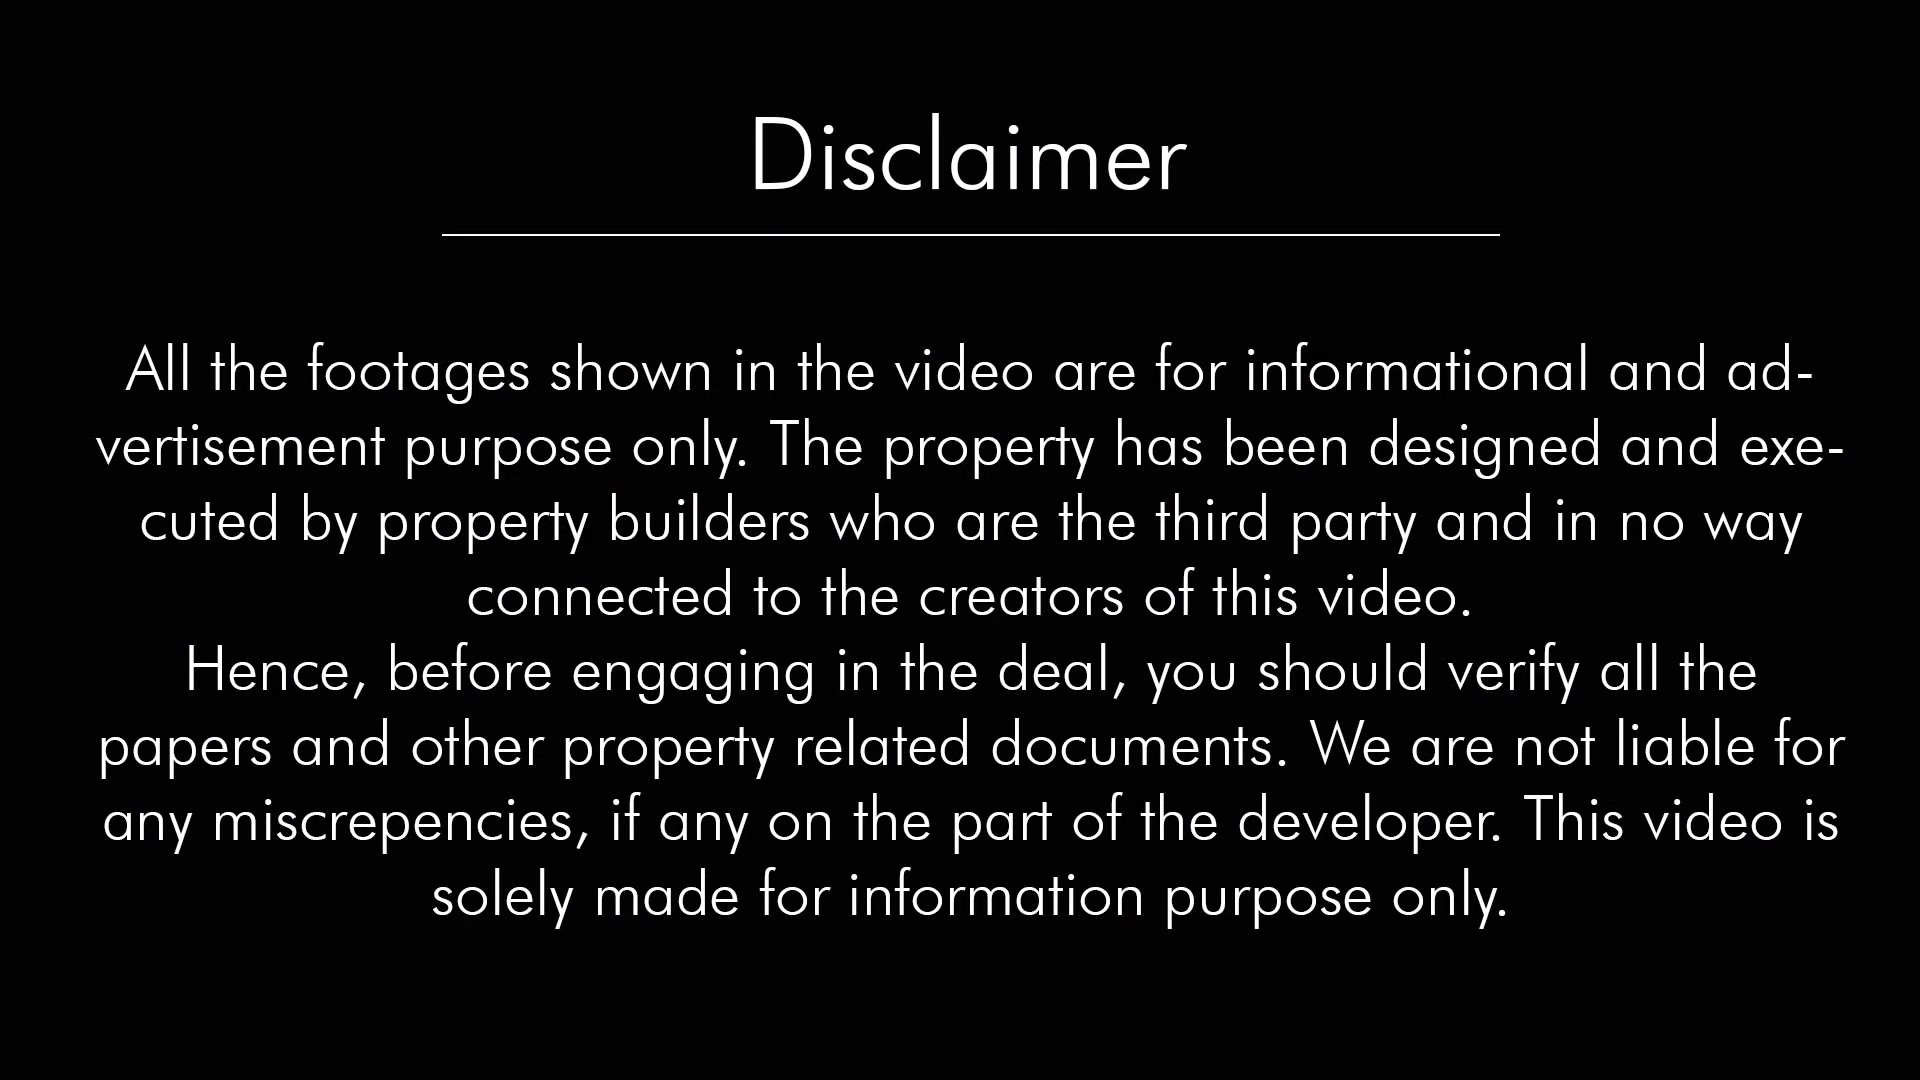 Disclaimer
All the footages shown in the video are for informational and ad-
vertisement purpose only. The property has been designed and exe-
cuted by property builders who are the third party and in no way
connected to the creators of this video.
Hence, before engaging in the deal, you should verify all the
papers and other property related documents. We are not liable for
any miscrepencies, if any on the part of the developer. This video is
solely made for information purpose only.